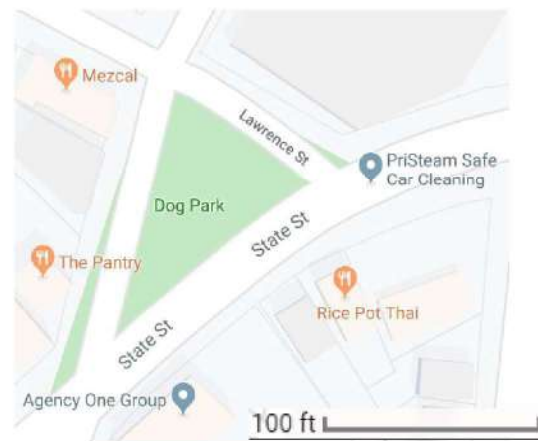 Mezcal
Lawrence St
PriSteam Safe
Car Cleaning
Dog Park
State St
The Pantry
Rice Pot Thai
State St
Agency One Group
100 ft